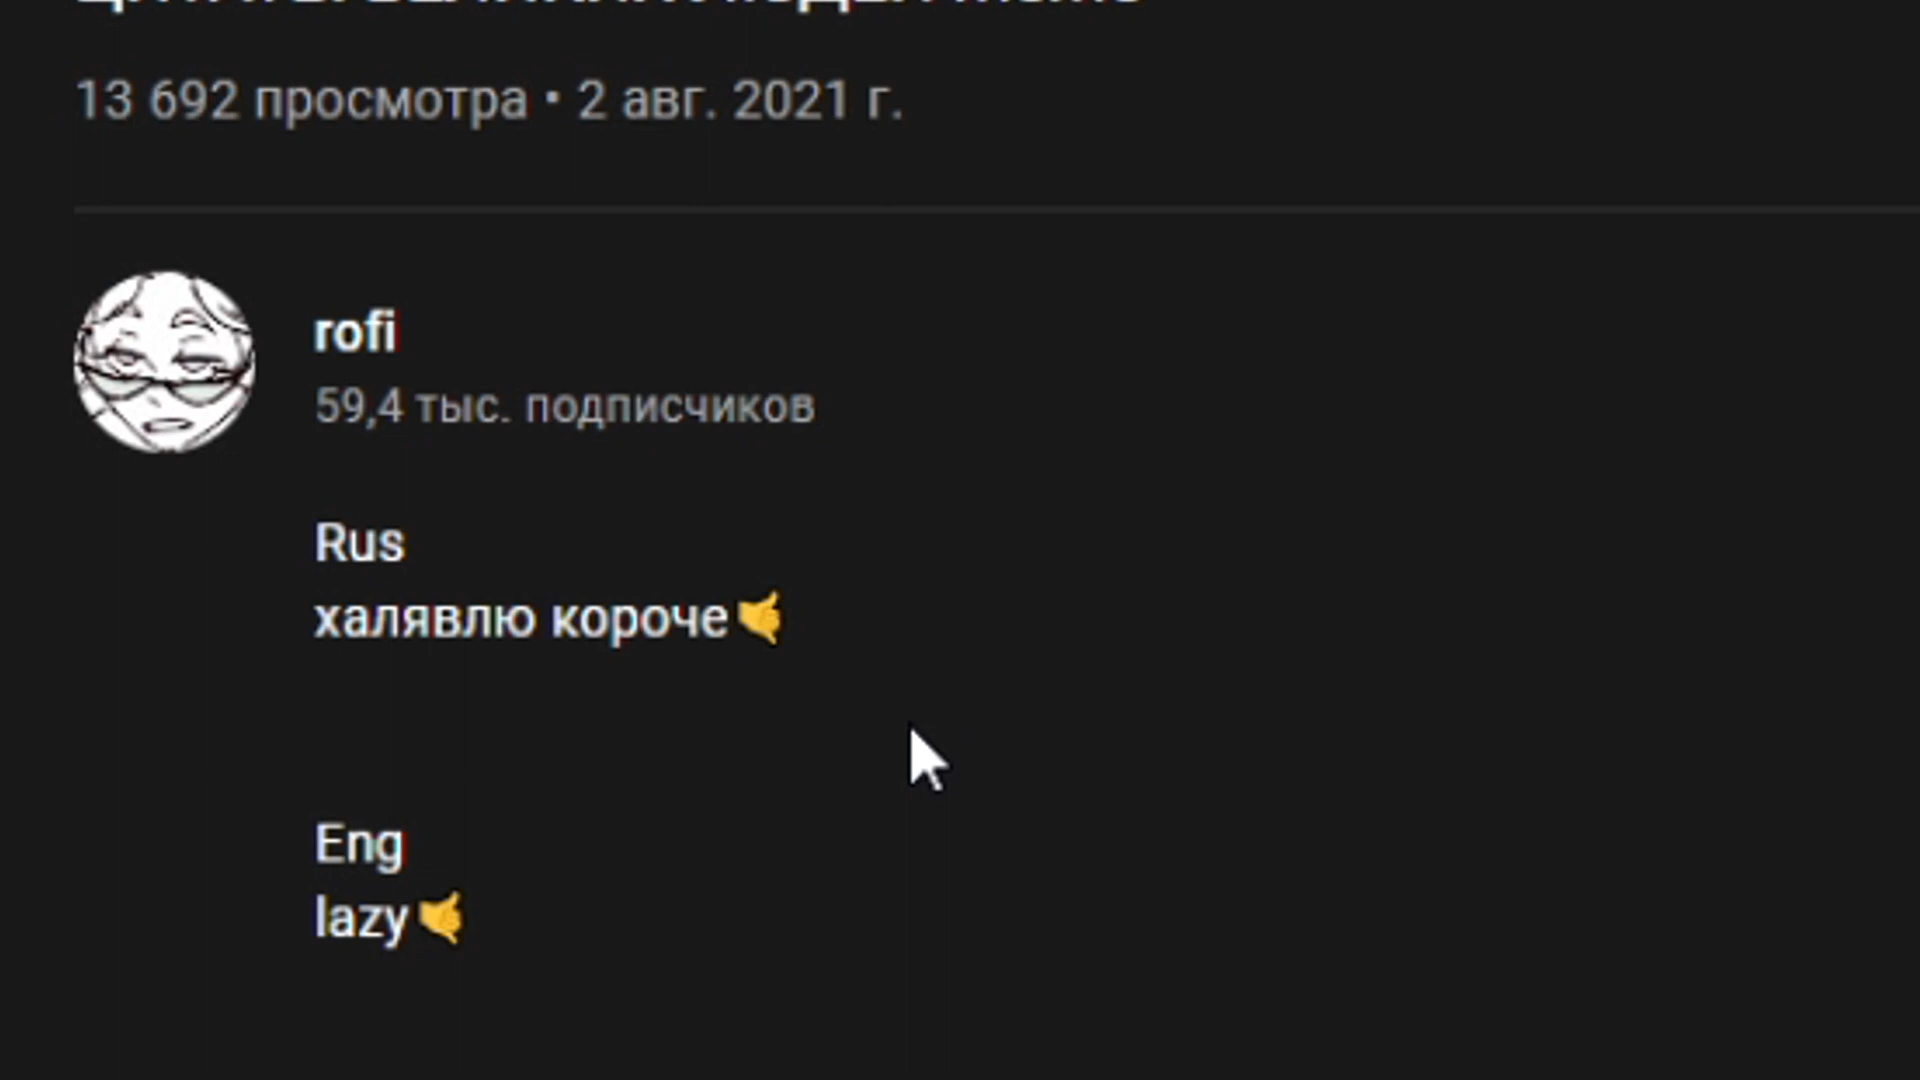 13 692 просмотра • 2 авг. 2021 г.
rofi
59,4 тыс. подписчиков
Rus
халявлю короче🤙
Eng
lazy🤙